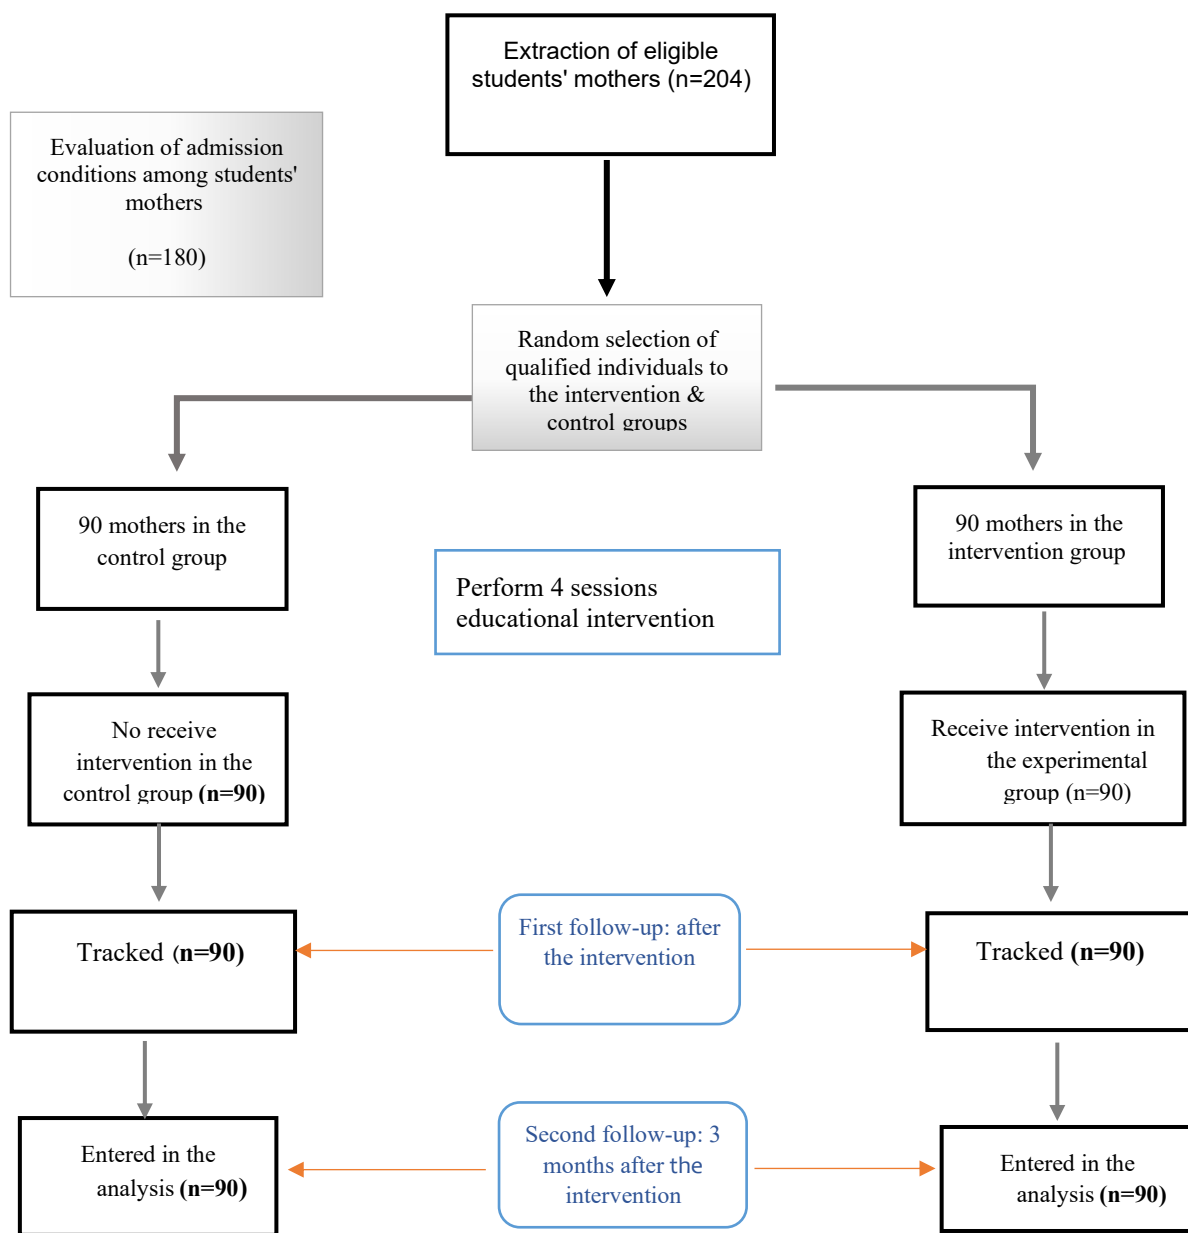 Extraction of eligible
students' mothers (n=204)
Evaluation of admission
conditions among students'
mothers
(n=180)
Random selection of
qualified individuals to
the intervention &
control groups
90 mothers in the
control group
90 mothers in the
intervention group
Perform 4 sessions
educational intervention
No receive
intervention in the
control group (n=90)
Receive intervention in
the experimental
group (n=90)
Tracked (n=90)
First follow-up: after
the intervention
Tracked (n=90)
Entered in the
analysis (n=90)
Second follow-up: 3
months after the
intervention
Entered in the
analysis (n=90)